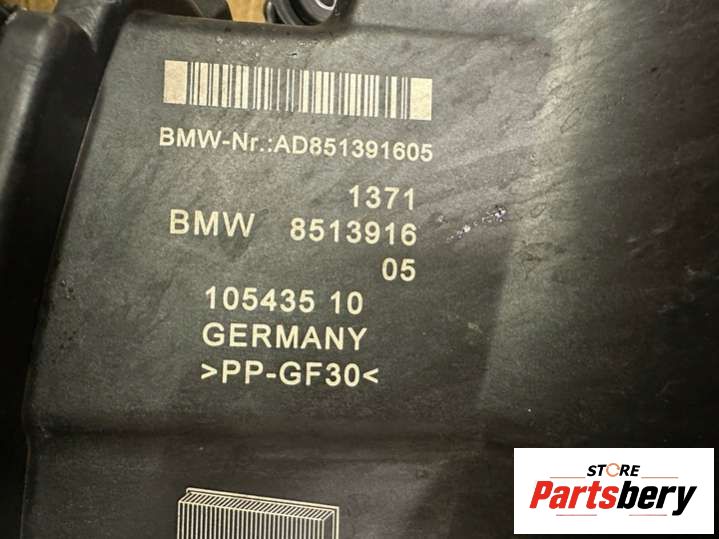 BMW-Nr.:AD851391605
1371
BMW 8513916
05
105435 10
GERMANY
>PP-GF30<
STORE
Partsbery